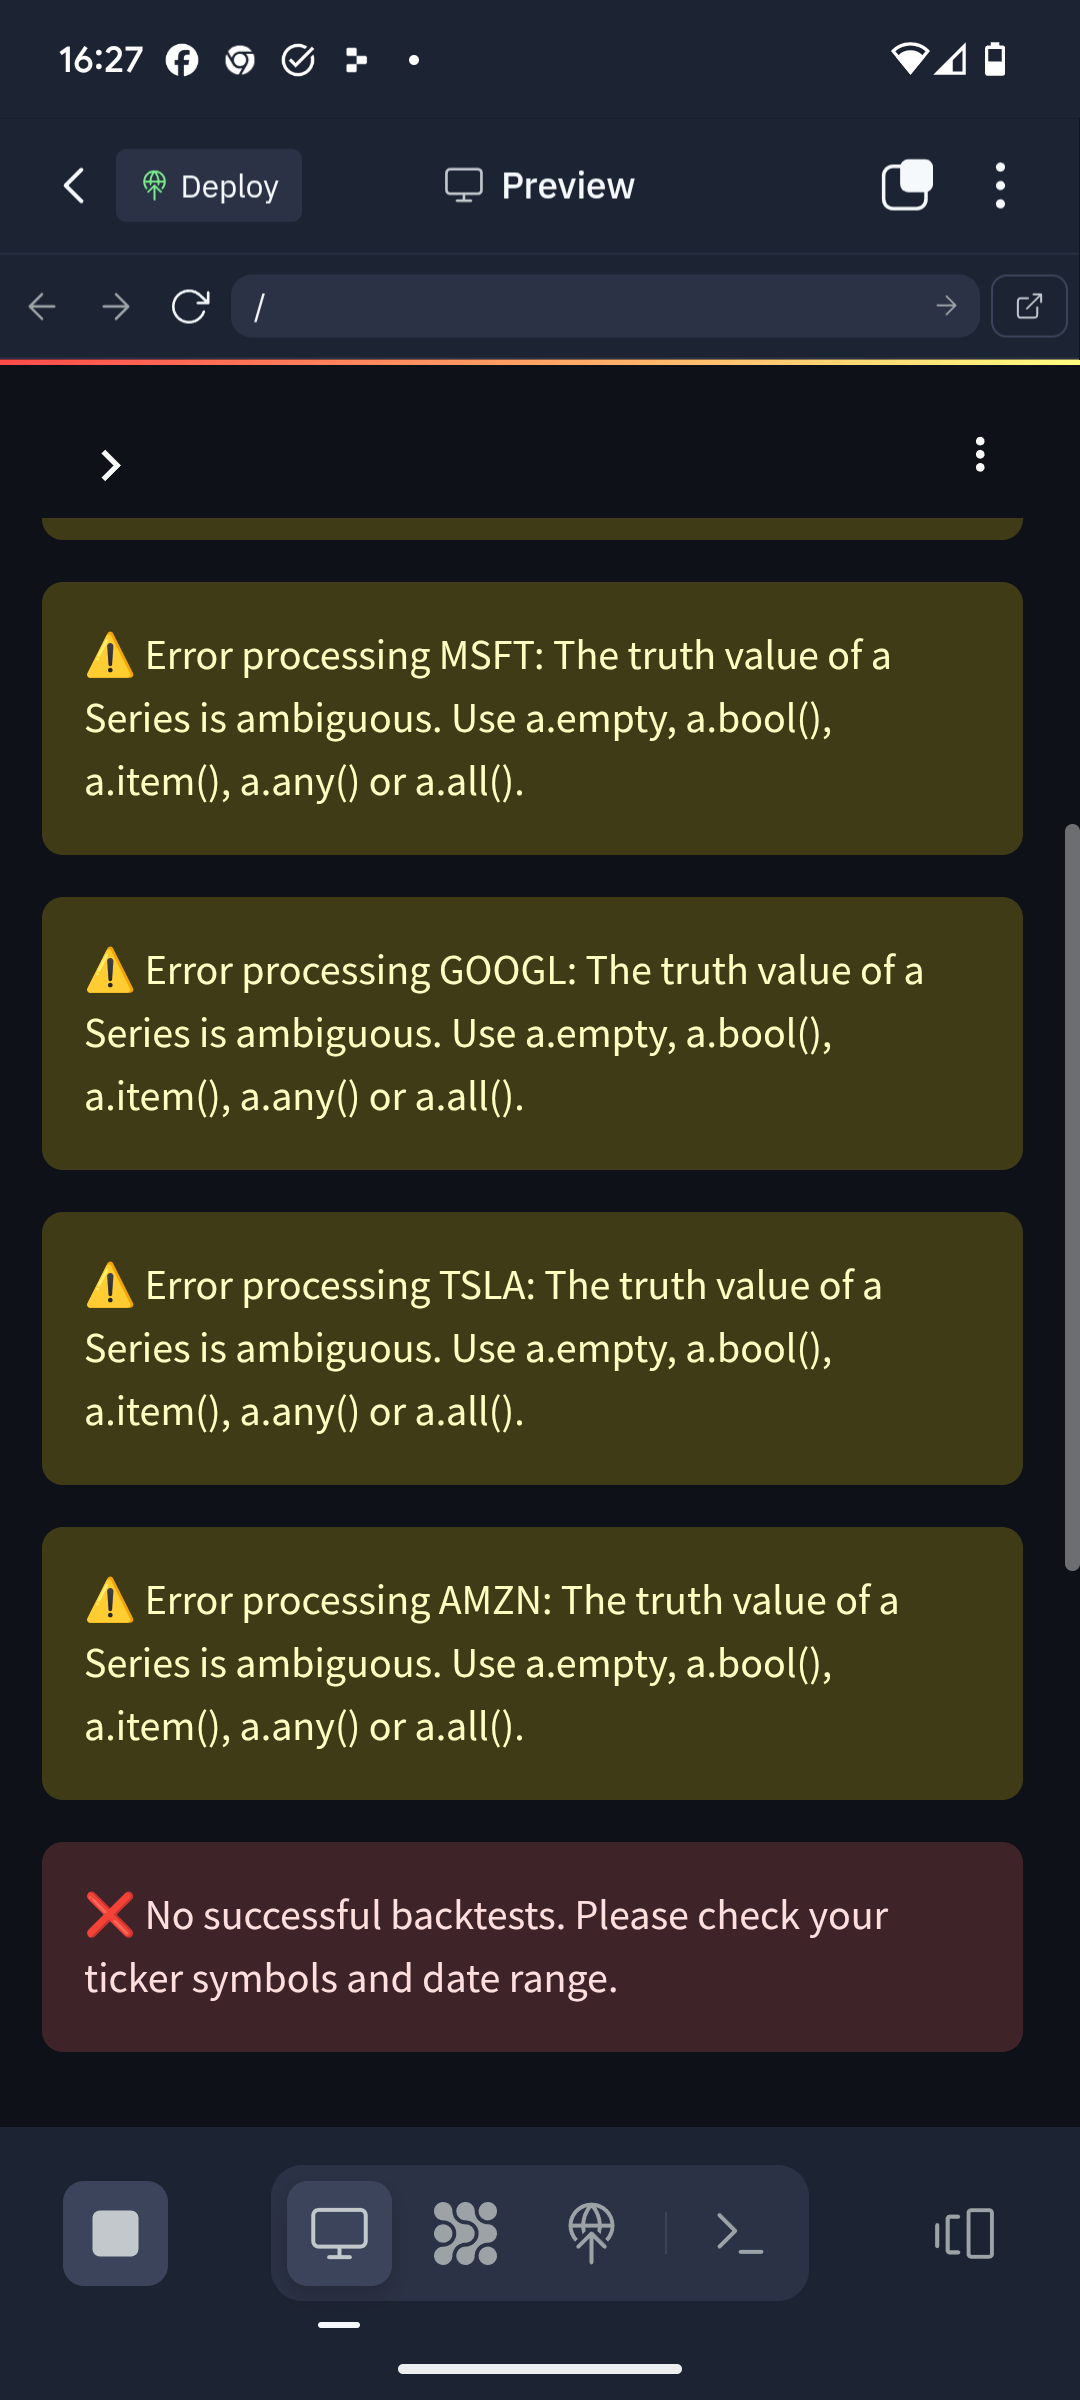 16:27
Deploy
Preview
/
⚠️ Error processing MSFT: The truth value of a
Series is ambiguous. Use a.empty, a.bool(),
a.item(), a.any() or a.all().
⚠️ Error processing GOOGL: The truth value of a
Series is ambiguous. Use a.empty, a.bool(),
a.item(), a.any() or a.all().
⚠️ Error processing TSLA: The truth value of a
Series is ambiguous. Use a.empty, a.bool(),
a.item(), a.any() or a.all().
⚠️ Error processing AMZN: The truth value of a
Series is ambiguous. Use a.empty, a.bool(),
a.item(), a.any() or a.all().
❌ No successful backtests. Please check your
ticker symbols and date range.